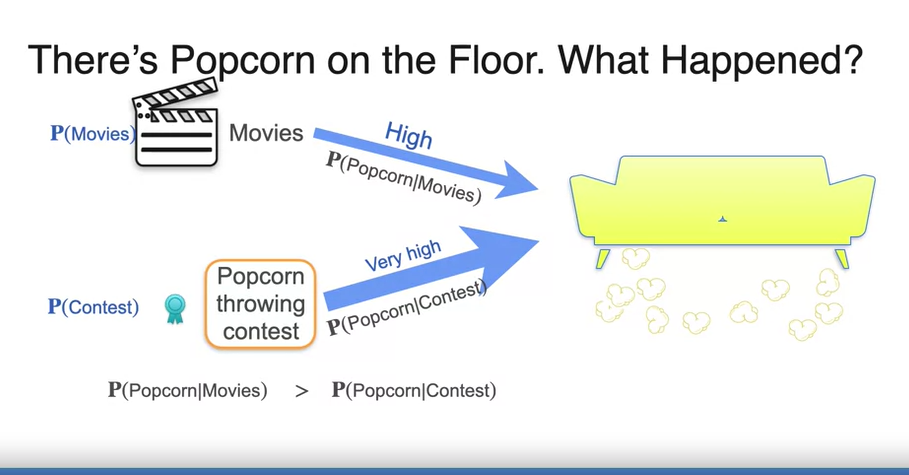 There's Popcorn on the Floor. What Happened?
P(Movies)
Movies
High
P(Popcorn|Movies)
Very high
P(Popcorn|Contest)
P(Contest)
Popcorn
throwing
contest
P(Popcorn|Movies) > P(Popcorn|Contest)